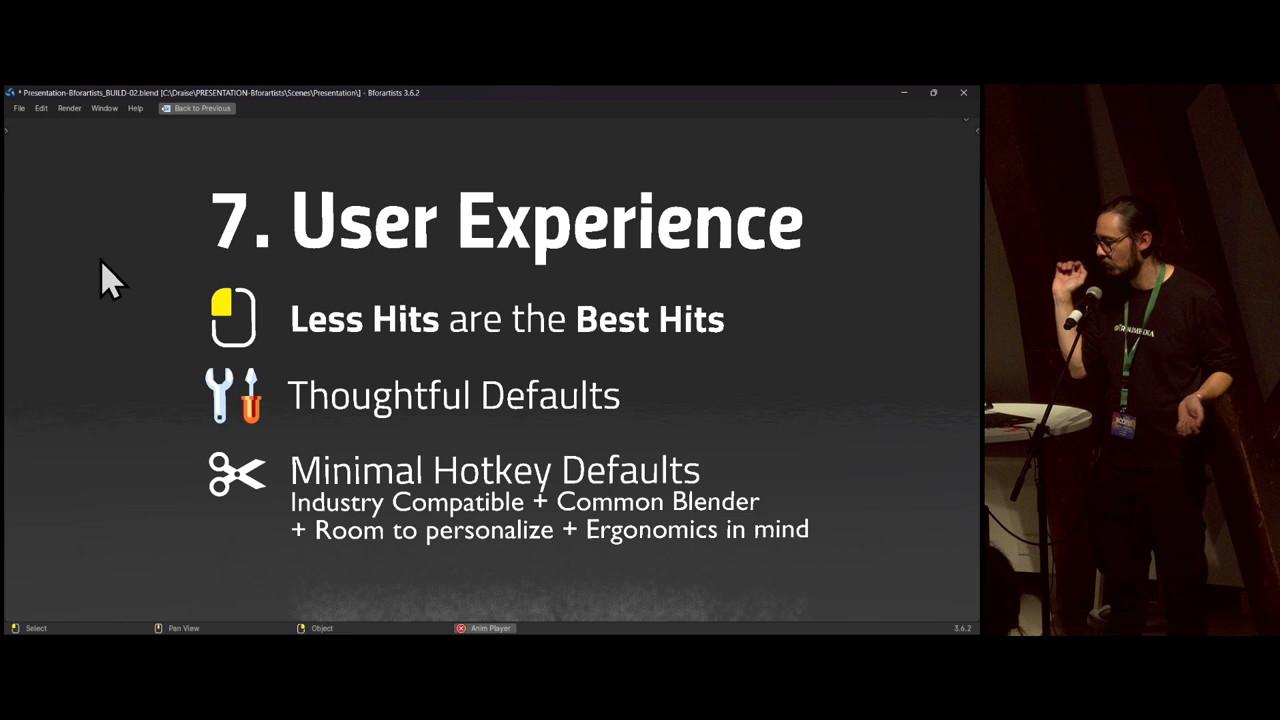 * Presentation-Bforartists_BUILD-02.blend [C:\Draise\PRESENTATION-Bforartists\Scenes\Presentation\] - Bforartists 3.6.2
File Edit Render Window Help Back to Previous
7. User Experience
Less Hits are the Best Hits
Thoughtful Defaults
Minimal Hotkey Defaults
Industry Compatible + Common Blender
+ Room to personalize + Ergonomics in mind
Select Pan View Object Anim Player 3.6.2